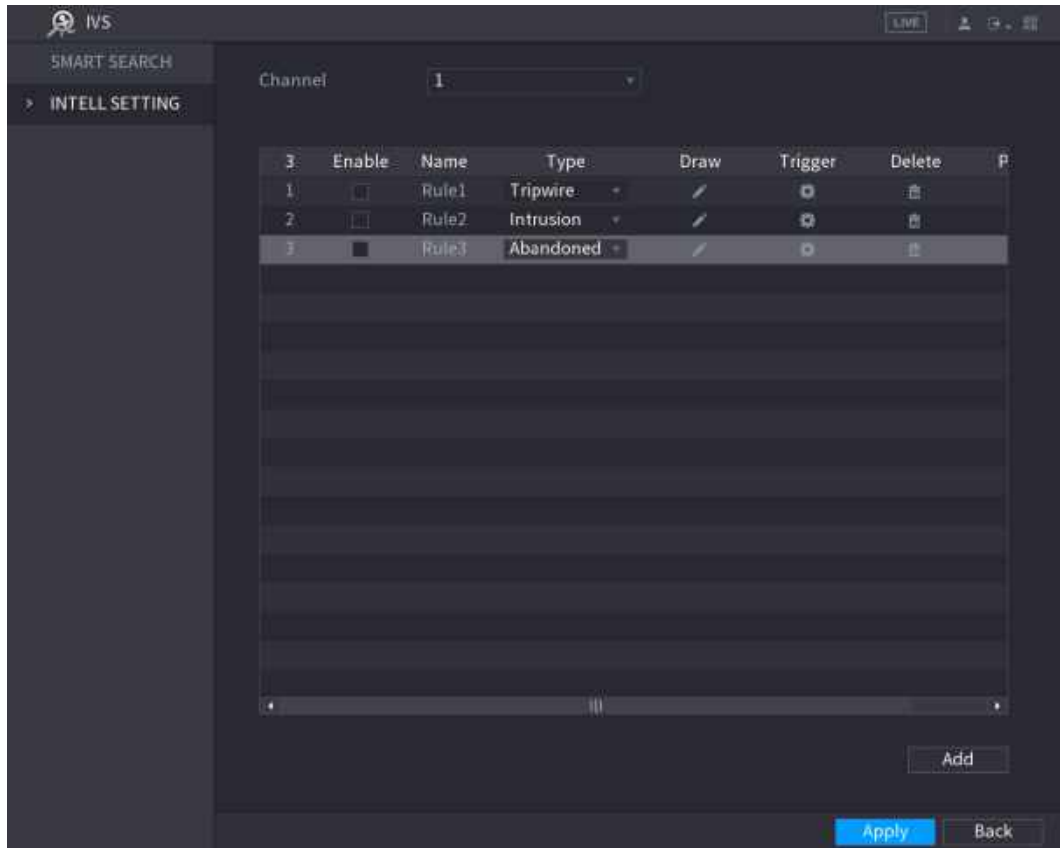 IVS LIVE
SMART SEARCH
Channel 1
INTELL SETTING
3 Enable Name Type Draw Trigger Delete P
1 Rule1 Tripwire
2 Rule2 Intrusion
3 Rule3 Abandoned
Add
Apply Back